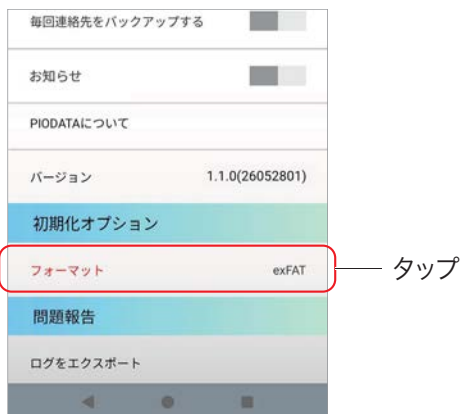 毎回連絡先をバックアップする
お知らせ
PIODATAについて
バージョン 1.1.0(26052801)
初期化オプション
フォーマット exFAT
タップ
問題報告
ログをエクスポート